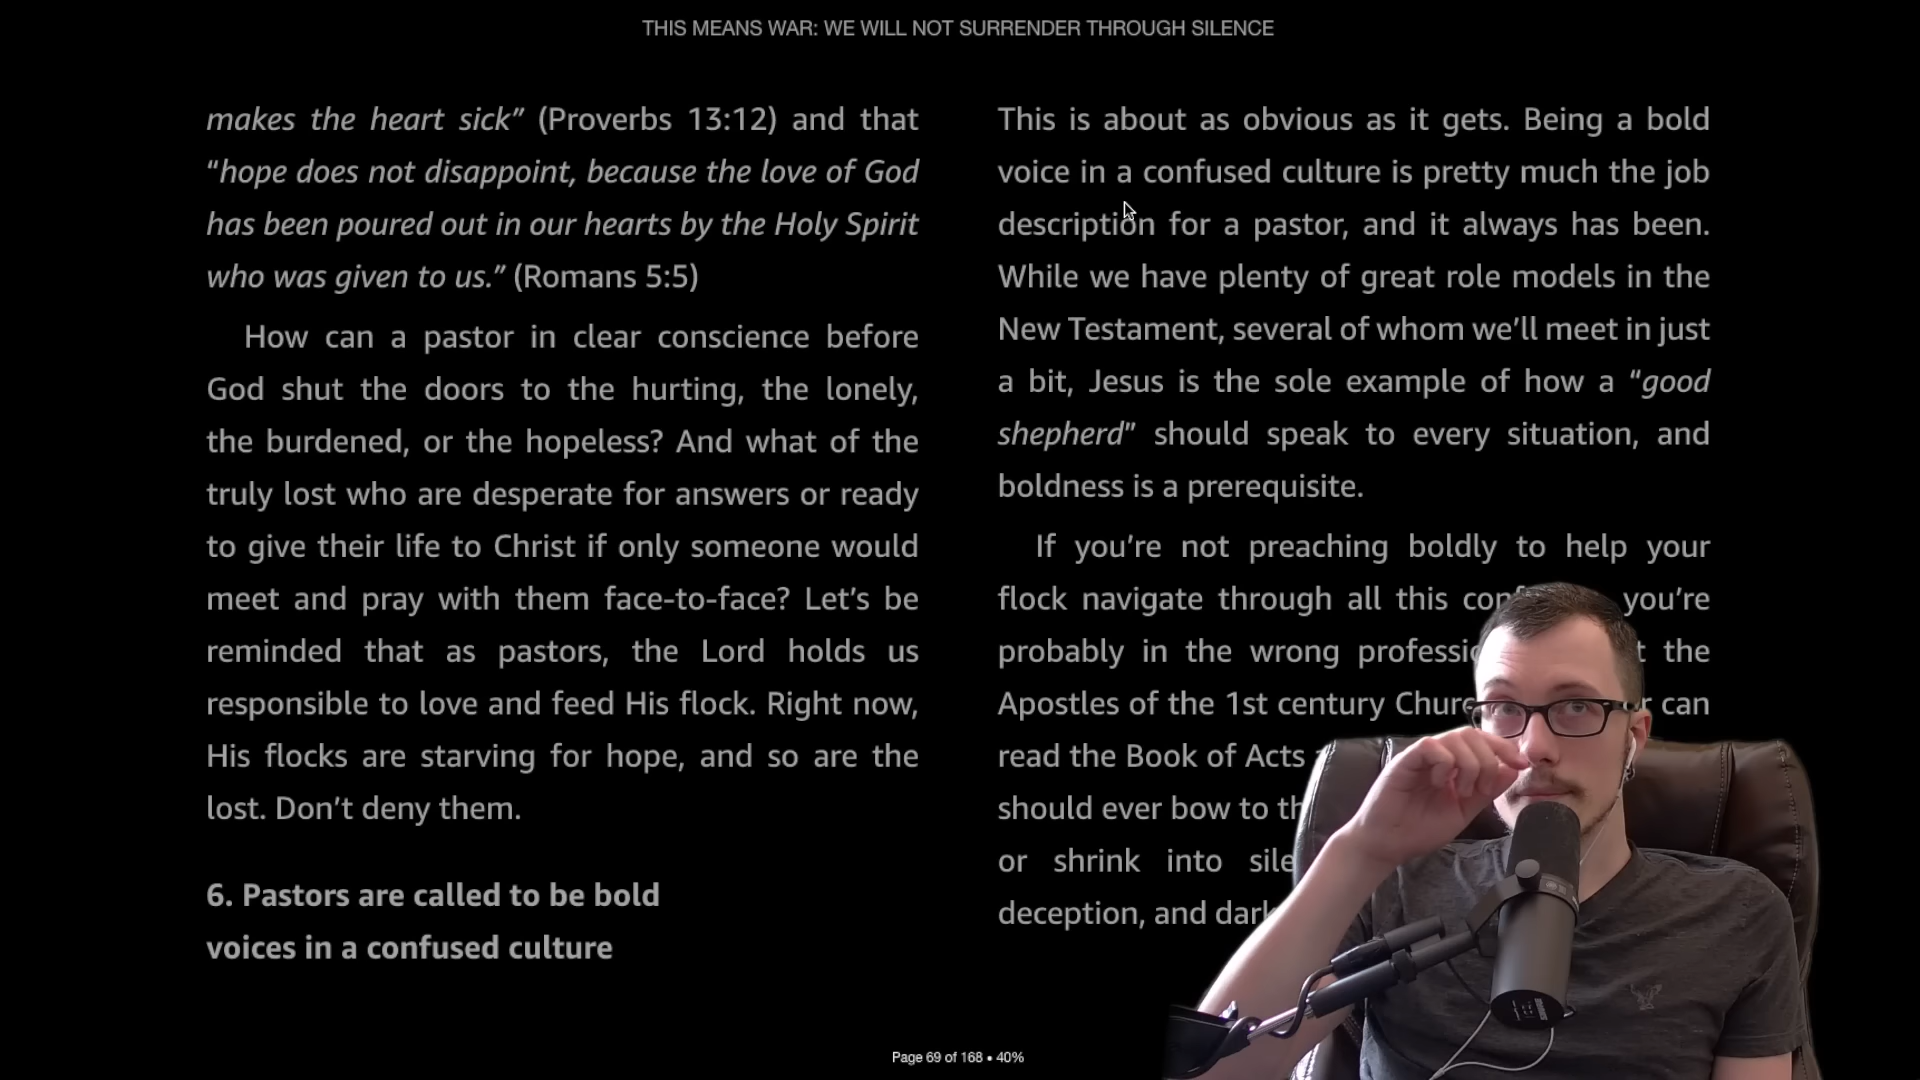 THIS MEANS WAR: WE WILL NOT SURRENDER THROUGH SILENCE
makes the heart sick” (Proverbs 13:12) and that
“hope does not disappoint, because the love of God
has been poured out in our hearts by the Holy Spirit
who was given to us.” (Romans 5:5)
How can a pastor in clear conscience before
God shut the doors to the hurting, the lonely,
the burdened, or the hopeless? And what of the
truly lost who are desperate for answers or ready
to give their life to Christ if only someone would
meet and pray with them face-to-face? Let’s be
reminded that as pastors, the Lord holds us
responsible to love and feed His flock. Right now,
His flocks are starving for hope, and so are the
lost. Don’t deny them.
6. Pastors are called to be bold
voices in a confused culture
This is about as obvious as it gets. Being a bold
voice in a confused culture is pretty much the job
description for a pastor, and it always has been.
While we have plenty of great role models in the
New Testament, several of whom we’ll meet in just
a bit, Jesus is the sole example of how a “good
shepherd” should speak to every situation, and
boldness is a prerequisite.
If you’re not preaching boldly to help your
flock navigate through all this you’re
probably in the wrong the
Apostles of the 1st century can
read the Book of Acts
should ever bow to
or shrink into
deception, and
Page 69 of 168 • 40%